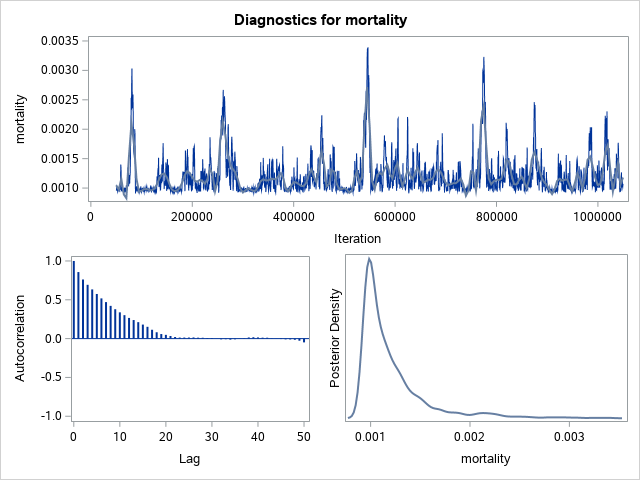 Diagnostics for mortality
mortality
0.0035
0.0030
0.0025
0.0020
0.0015
0.0010
0 200000 400000 600000 800000 1000000
Iteration
Autocorrelation
1.0
0.5
0.0
-0.5
-1.0
0 10 20 30 40 50
Lag
Posterior Density
0.001 0.002 0.003
mortality